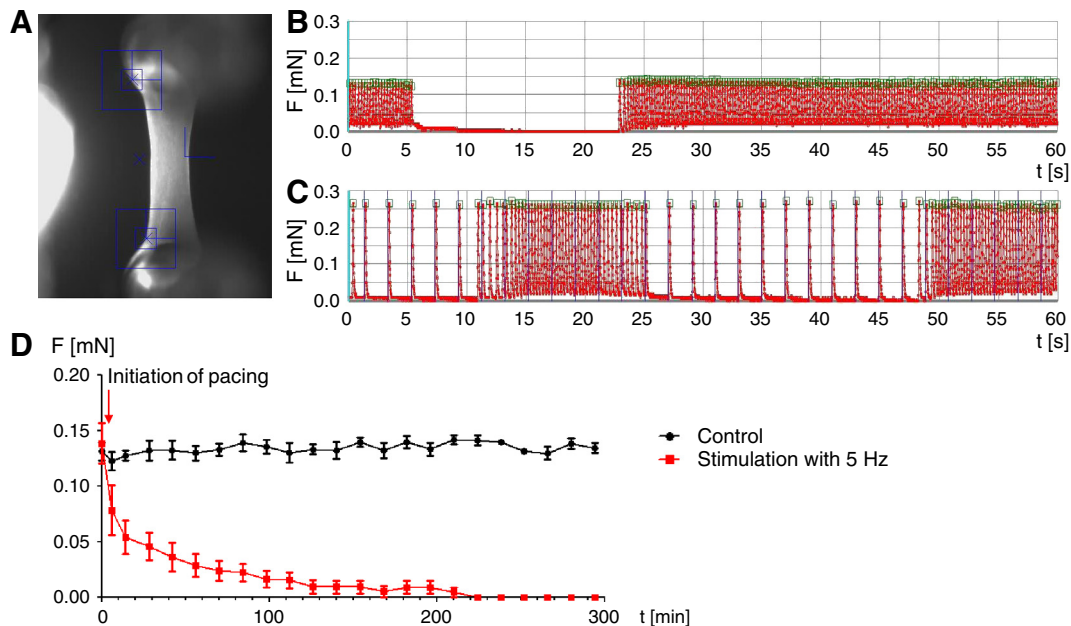 A
B
F [mN]
0.3
0.2
0.1
0.0
0 5 10 15 20 25 30 35 40 45 50 55 60
t [s]
C
F [mN]
0.3
0.2
0.1
0.0
0 5 10 15 20 25 30 35 40 45 50 55 60
t [s]
D
F [mN]
0.20
0.15
0.10
0.05
0.00
Initiation of pacing
0 100 200 300
t [min]
Control
Stimulation with 5 Hz